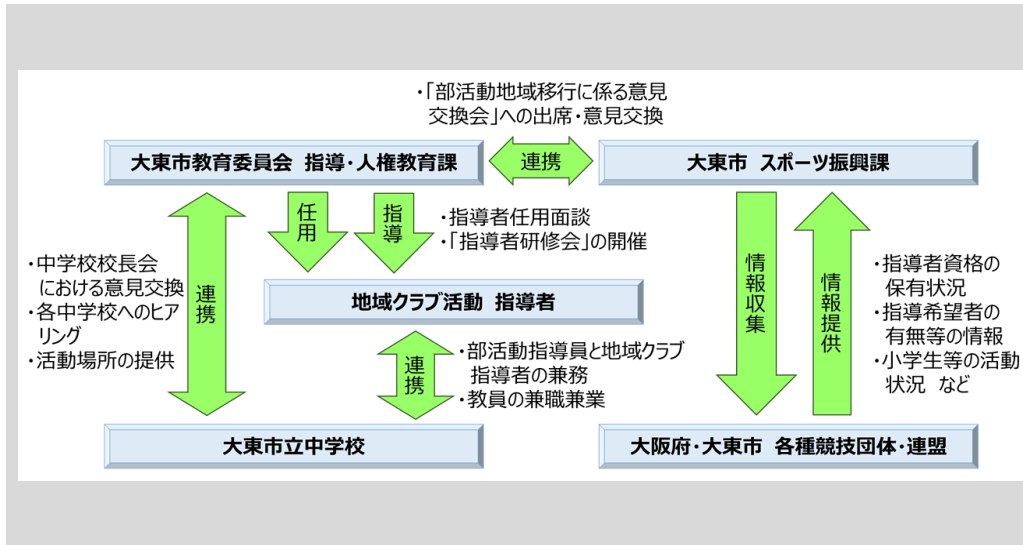 ・「部活動地域移行に係る意見
交換会」への出席・意見交換
大東市教育委員会 指導・人権教育課
連携
大東市 スポーツ振興課
任用
指導
・指導者任用面談
・「指導者研修会」の開催
・中学校校長会
における意見交換
・各中学校へのヒア
リング
・活動場所の提供
連携
地域クラブ活動 指導者
情報収集
情報提供
・指導者資格の
保有状況
・指導希望者の
有無等の情報
・小学生等の活動
状況 など
連携
・部活動指導員と地域クラブ
指導者の兼務
・教員の兼職兼業
大東市立中学校
大阪府・大東市 各種競技団体・連盟